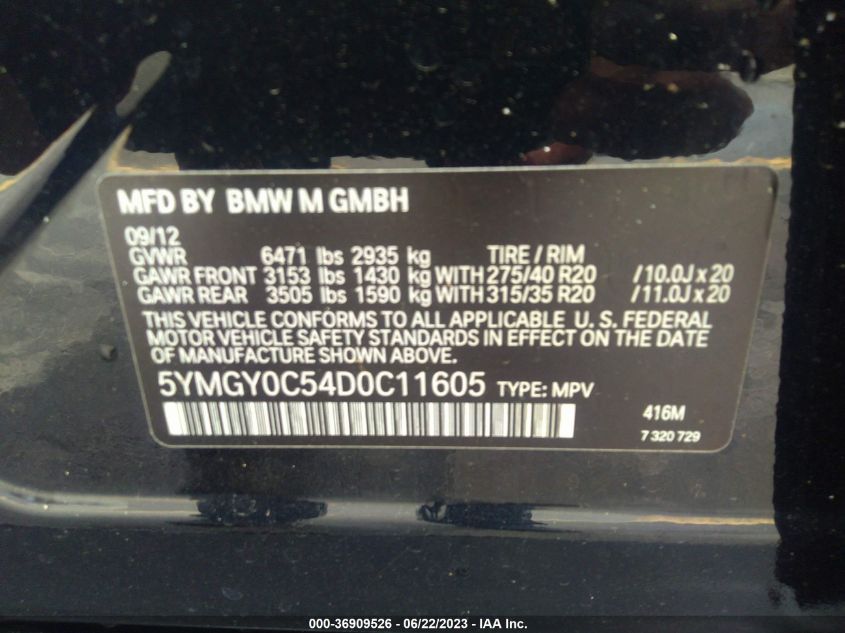 MFD BY BMW M GMBH
09/12
GVWR 6471 lbs 2935 kg TIRE / RIM
GAWR FRONT 3153 lbs 1430 kg WITH 275/40 R20 /10.0J x 20
GAWR REAR 3505 lbs 1590 kg WITH 315/35 R20 /11.0J x 20
THIS VEHICLE CONFORMS TO ALL APPLICABLE U. S. FEDERAL
MOTOR VEHICLE SAFETY STANDARDS IN EFFECT ON THE DATE
OF MANUFACTURE SHOWN ABOVE.
5YMGY0C54D0C11605 TYPE: MPV
416M
7 320 729
000-36909526 - 06/22/2023 - IAA Inc.